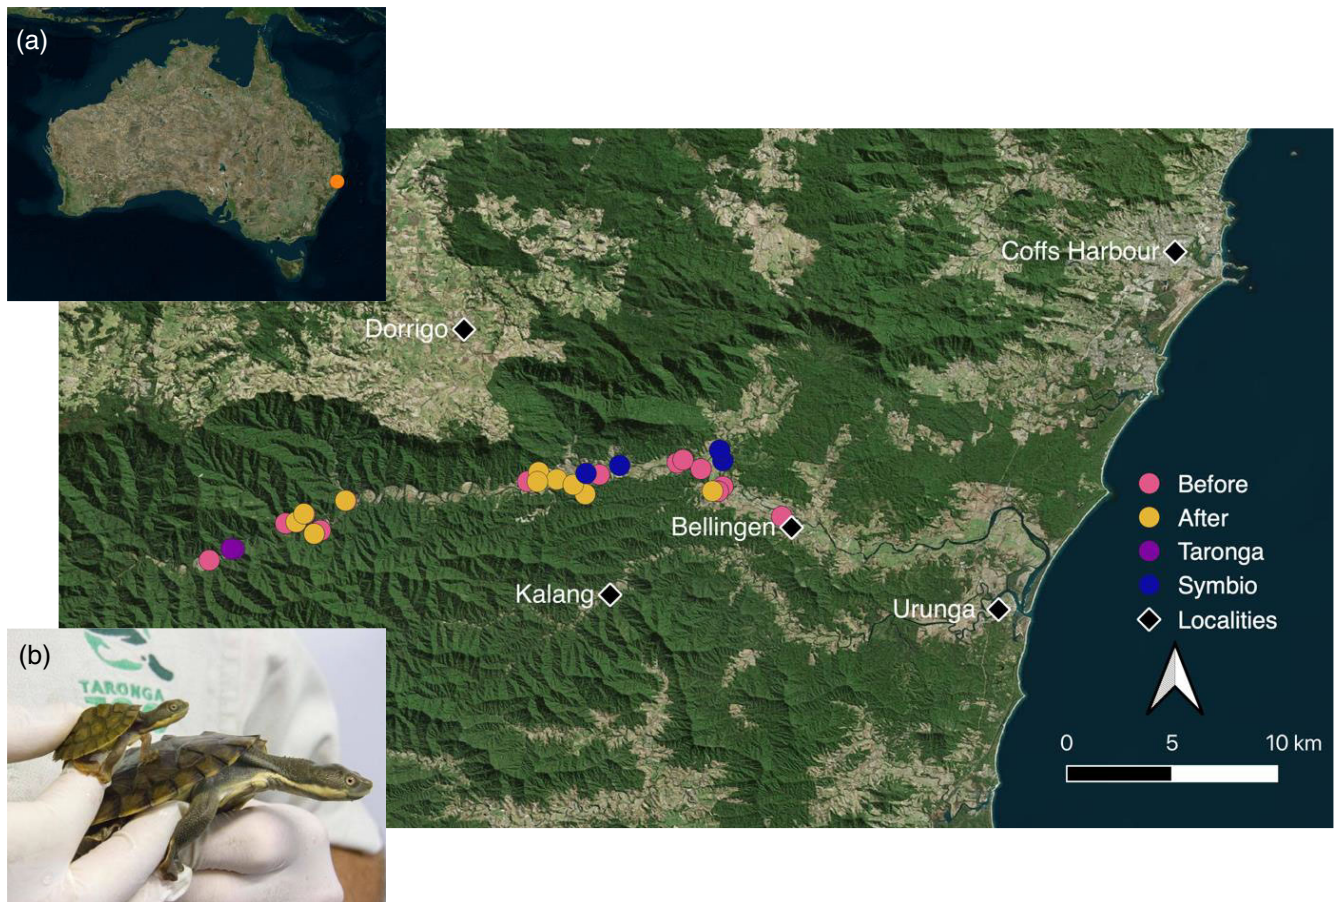 (a)
Coffs Harbour
Dorrigo
Before
After
Bellingen
Taronga
Symbio
Kalang
Urunga
Localities
(b)
TARONGA
0 5 10 km